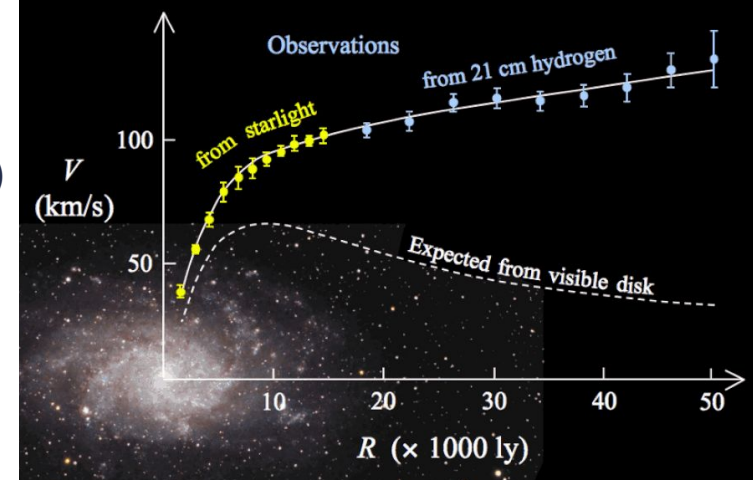 Observations
from 21 cm hydrogen
from starlight
100
V
(km/s)
50
Expected from visible disk
10
20
30
40
50
R (× 1000 ly)